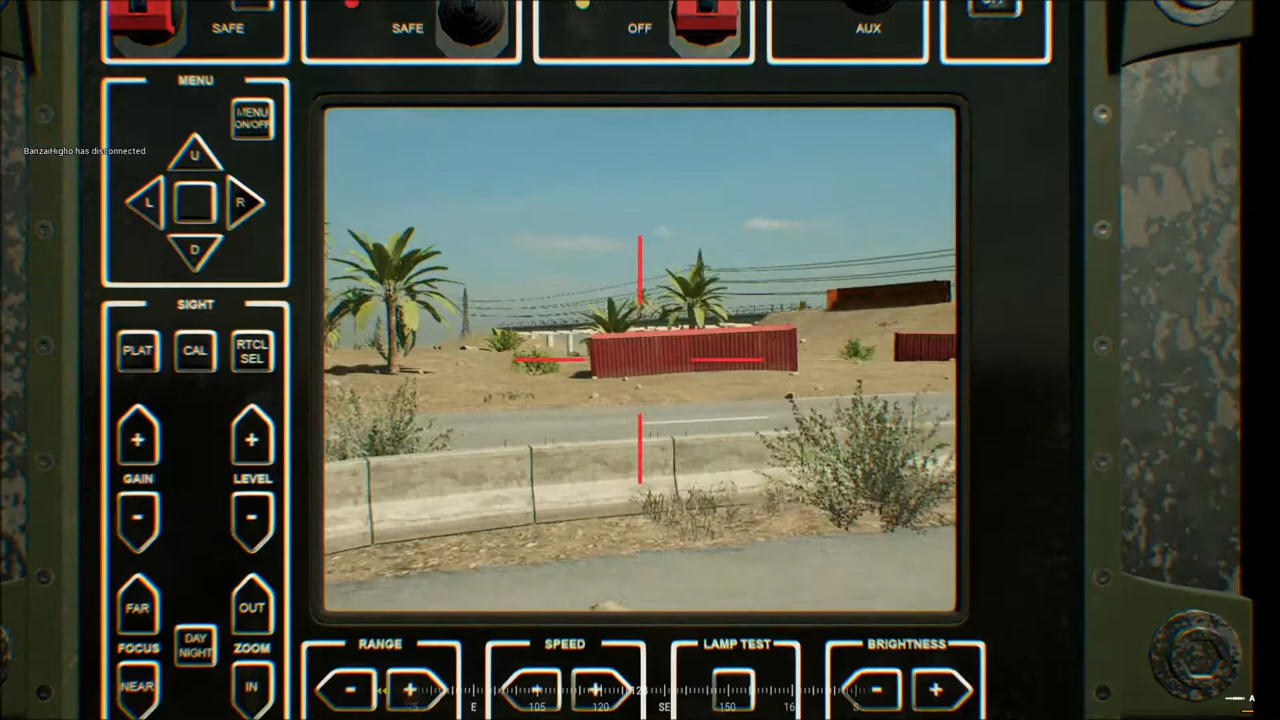 SAFE
SAFE
OFF
AUX
MENU
MENU
ON/OFF
BanzaiHigho has disconnected.
U
L
R
D
SIGHT
PLAT
CAL
RTCL
SEL
+
+
GAIN
LEVEL
-
-
FAR
OUT
DAY
NIGHT
FOCUS
ZOOM
NEAR
IN
RANGE
SPEED
LAMP TEST
BRIGHTNESS
-
+
-
+
E
105
120
SE
150
S
A